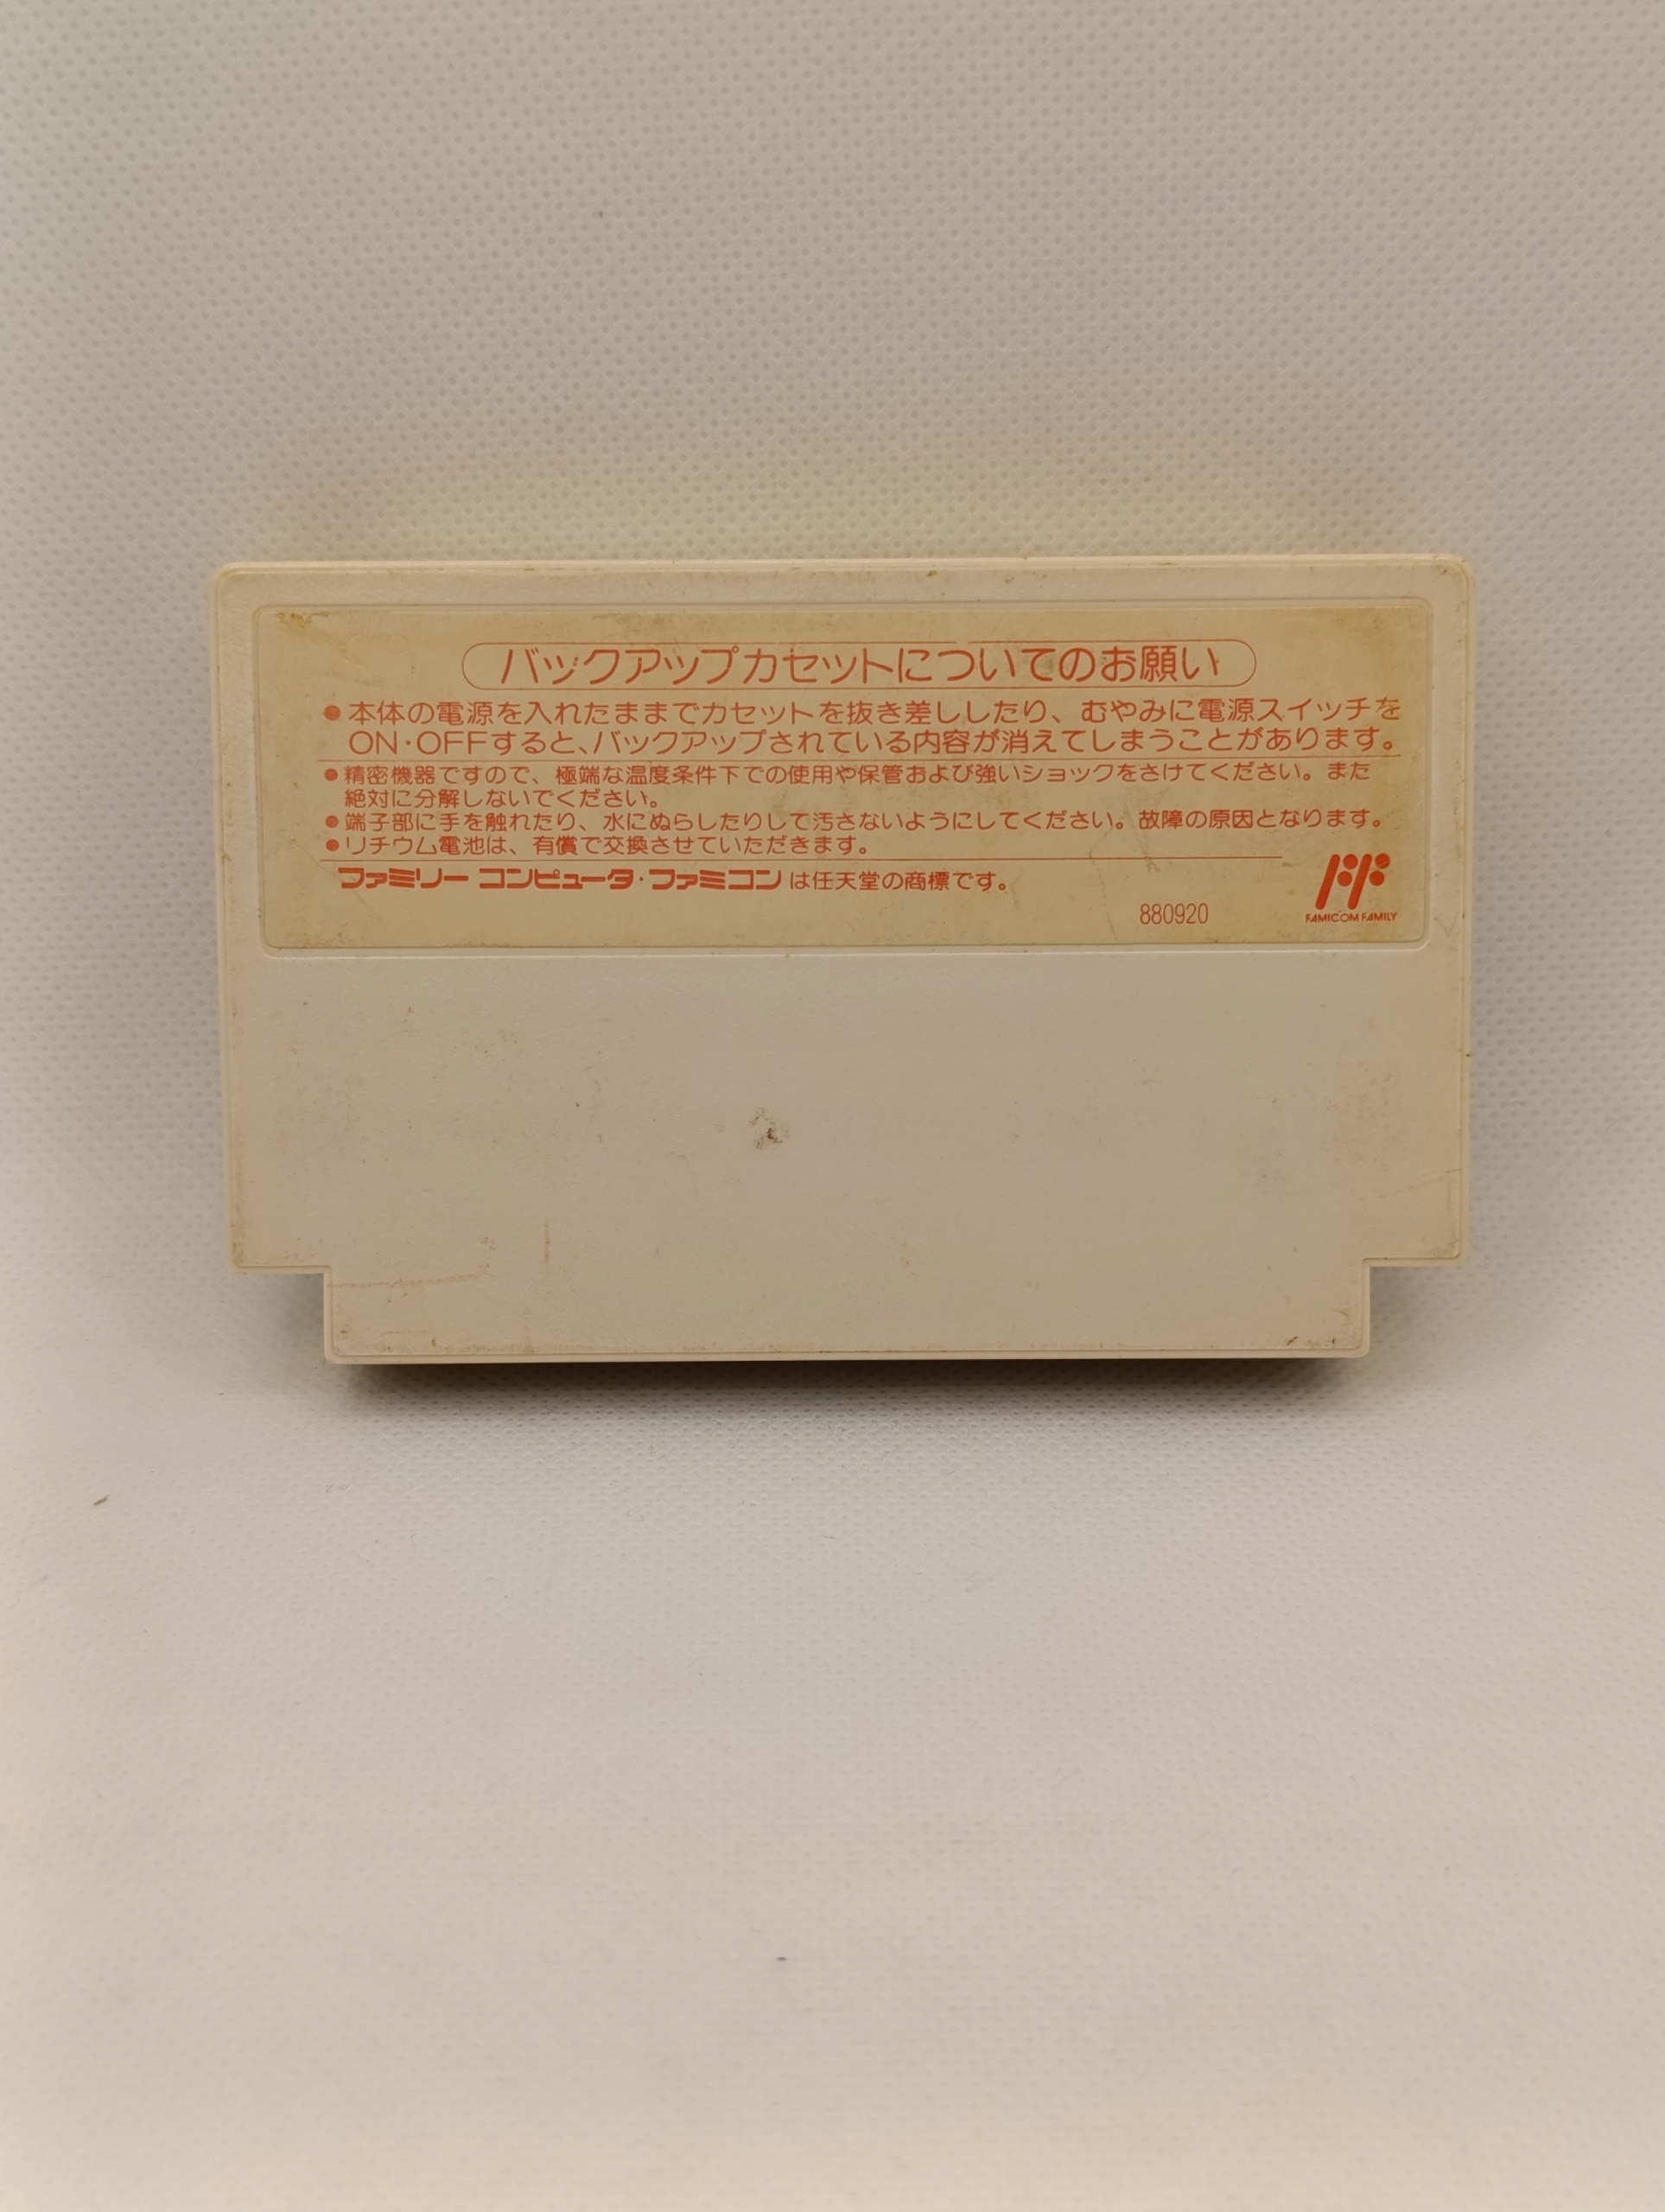 バックアップカセットについてのお願い
●本体の電源を入れたままでカセットを抜き差ししたり、むやみに電源スイッチを
ON・OFFすると、バックアップされている内容が消えてしまうことがあります。
●精密機器ですので、極端な温度条件下での使用や保管および強いショックをさけてください。また
絶対に分解しないでください。
●端子部に手を触れたり、水にぬらしたりして汚さないようにしてください。故障の原因となります。
●リチウム電池は、有償で交換させていただきます。
ファミリー コンピュータ・ファミコンは任天堂の商標です。
880920
FAMICOM FAMILY